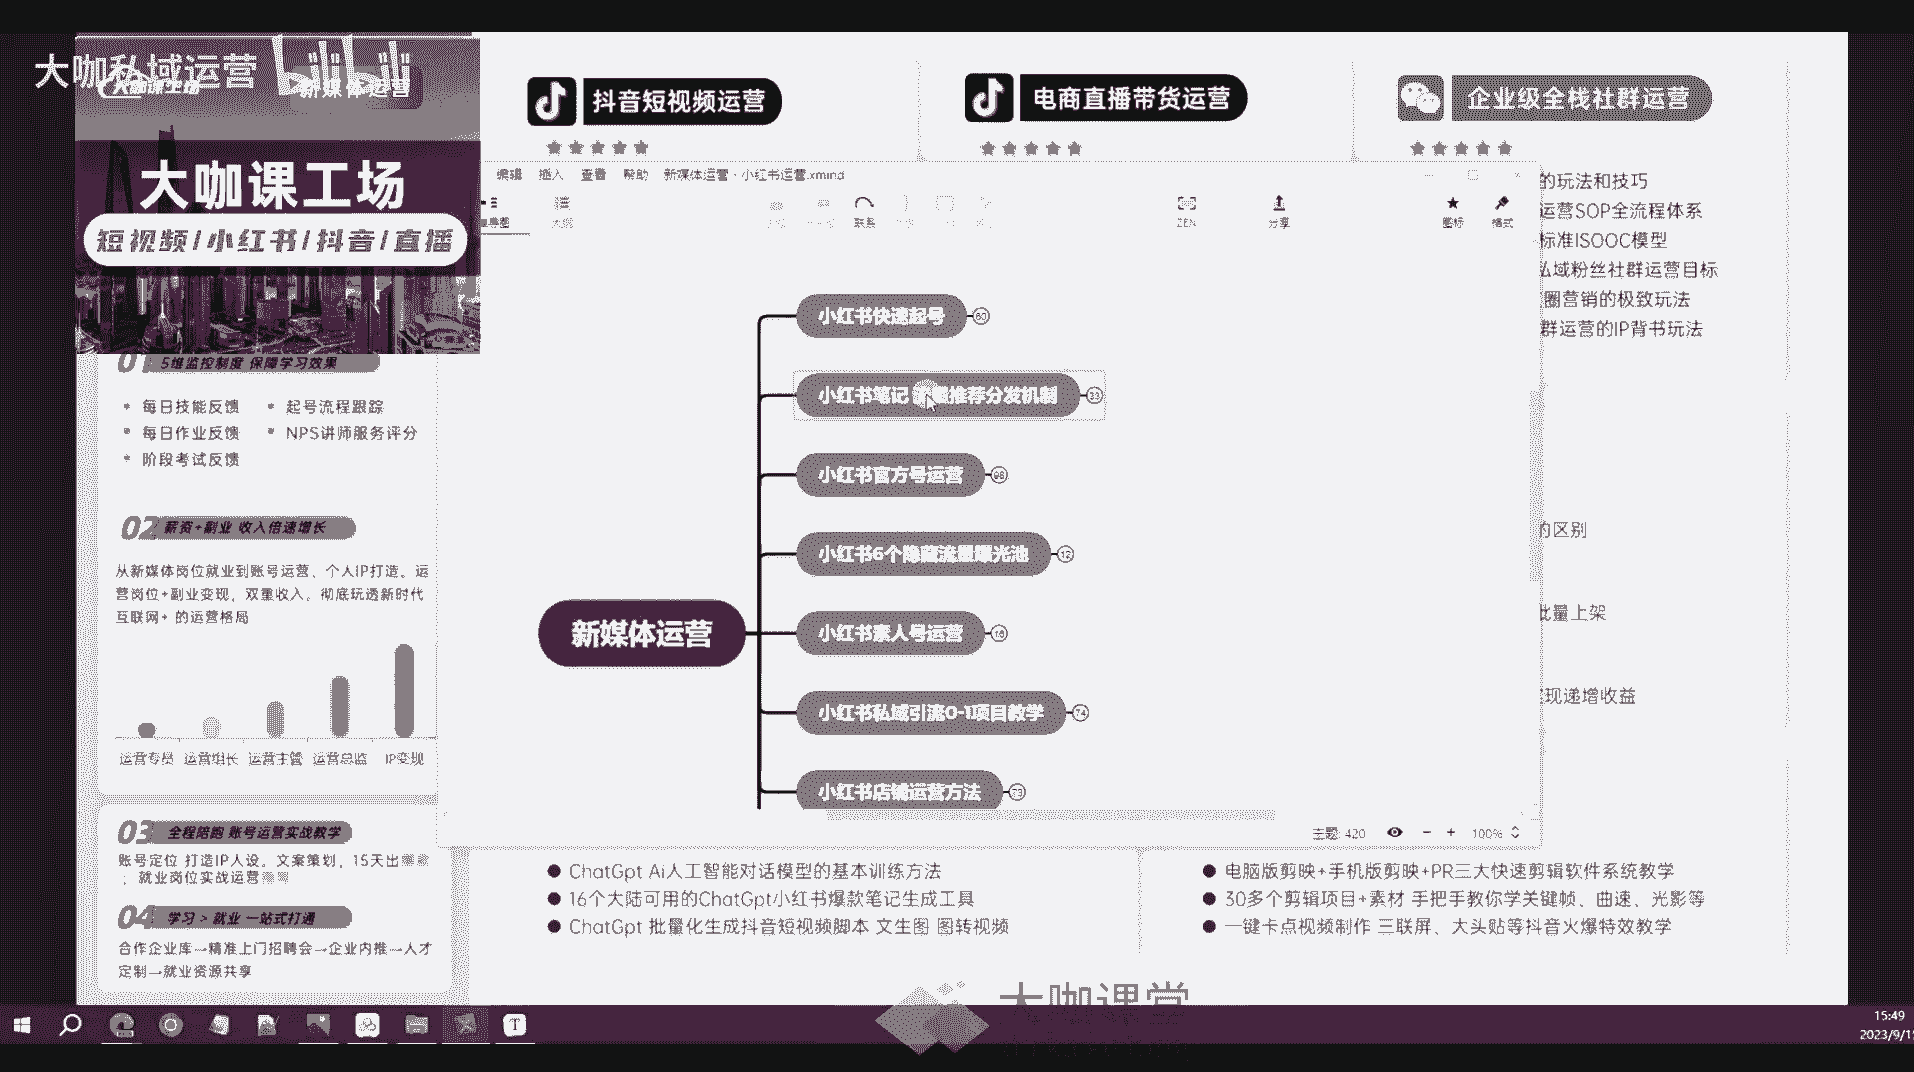 大咖私域运营
bilibili
新媒体运营
大咖课工场
短视频/小红书/抖音/直播
抖音短视频运营
电商直播带货运营
企业级全栈社群运营
01 5维监控制度 保障学习效果
每日技能反馈
起号流程跟踪
每日作业反馈
NPS讲师服务评分
阶段考试反馈
02 薪资+副业 收入倍速增长
从新媒体岗位就业到账号运营、个人IP打造。运
营岗位+副业变现，双重收入。彻底玩透新时代
互联网+ 的运营格局
运营专员 运营组长 运营主管 运营总监 IP变现
03 全程陪跑 账号运营实战教学
账号定位 打造IP人设。文案策划，15天出
；就业岗位实战运营
04 学习 > 就业 一站式打通
合作企业库→精准上门招聘会→企业内推→人才
定制→就业资源共享
编辑 插入 查看 帮助 新媒体运营 - 小红书运营.xmind
大纲
联系
ZEN
分享
图标
格式
新媒体运营
小红书快速起号 60
小红书笔记 推荐分发机制 33
小红书官方号运营
小红书6个隐藏流量曝光池 12
小红书素人号运营
小红书私域引流0-1项目教学 74
小红书店铺运营方法 73
主题: 420
100%
的玩法和技巧
运营SOP全流程体系
标准ISOOC模型
私域粉丝社群运营目标
圈营销的极致玩法
群运营的IP背书玩法
的区别
批量上架
现递增收益
ChatGpt Ai人工智能对话模型的基本训练方法
16个大陆可用的ChatGpt小红书爆款笔记生成工具
ChatGpt 批量化生成抖音短视频脚本 文生图 图转视频
电脑版剪映+手机版剪映+PR三大快速剪辑软件系统教学
30多个剪辑项目+素材 手把手教你学关键帧、曲速、光影等
一键卡点视频制作 三联屏、大头贴等抖音火爆特效教学
大咖课堂
15:49
2023/9/1